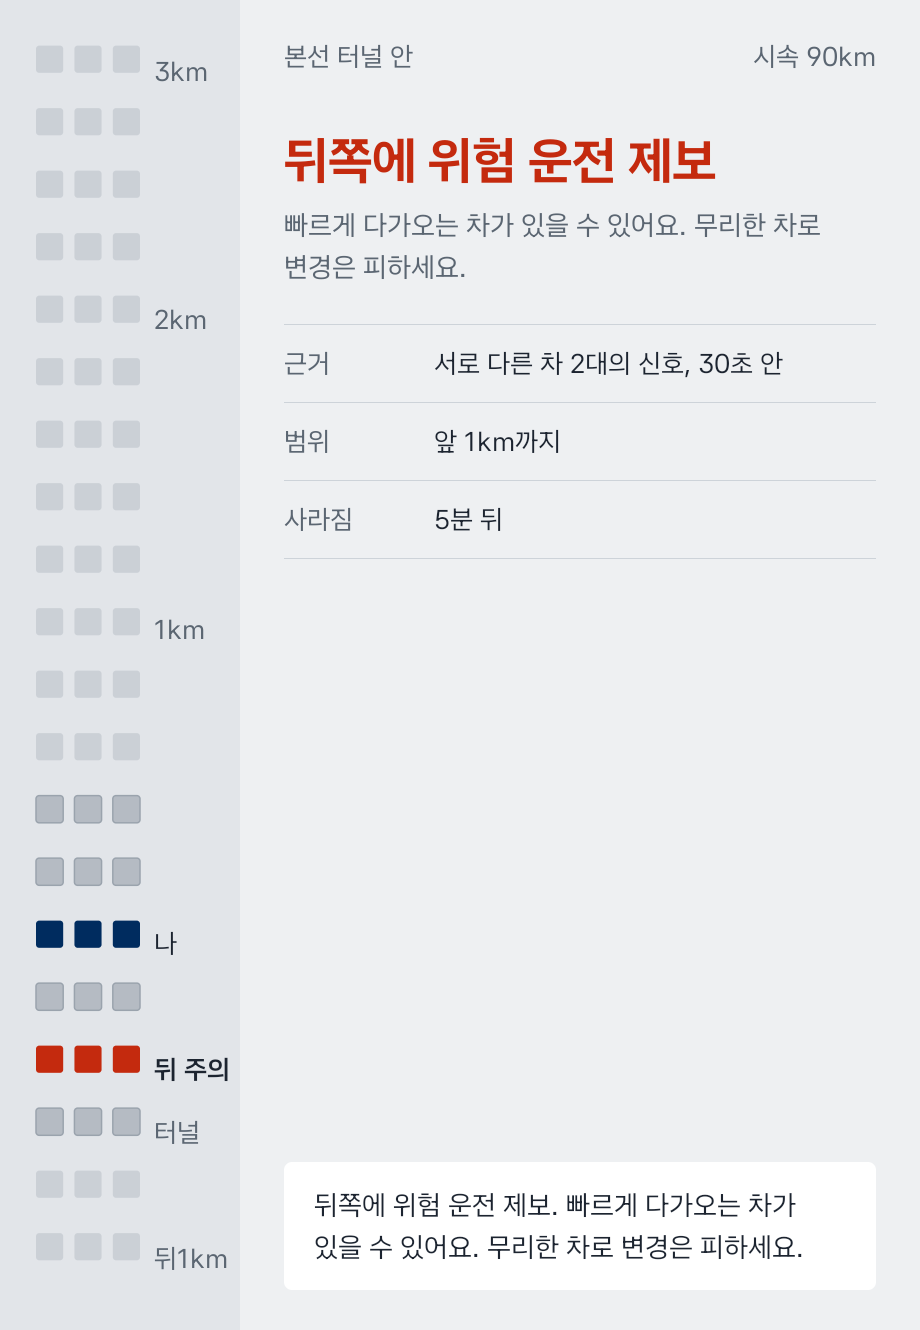 3km
2km
1km
나
뒤 주의
터널
뒤1km
본선 터널 안
시속 90km
뒤쪽에 위험 운전 제보
빠르게 다가오는 차가 있을 수 있어요. 무리한 차로
변경은 피하세요.
근거 서로 다른 차 2대의 신호, 30초 안
범위 앞 1km까지
사라짐 5분 뒤
뒤쪽에 위험 운전 제보. 빠르게 다가오는 차가
있을 수 있어요. 무리한 차로 변경은 피하세요.